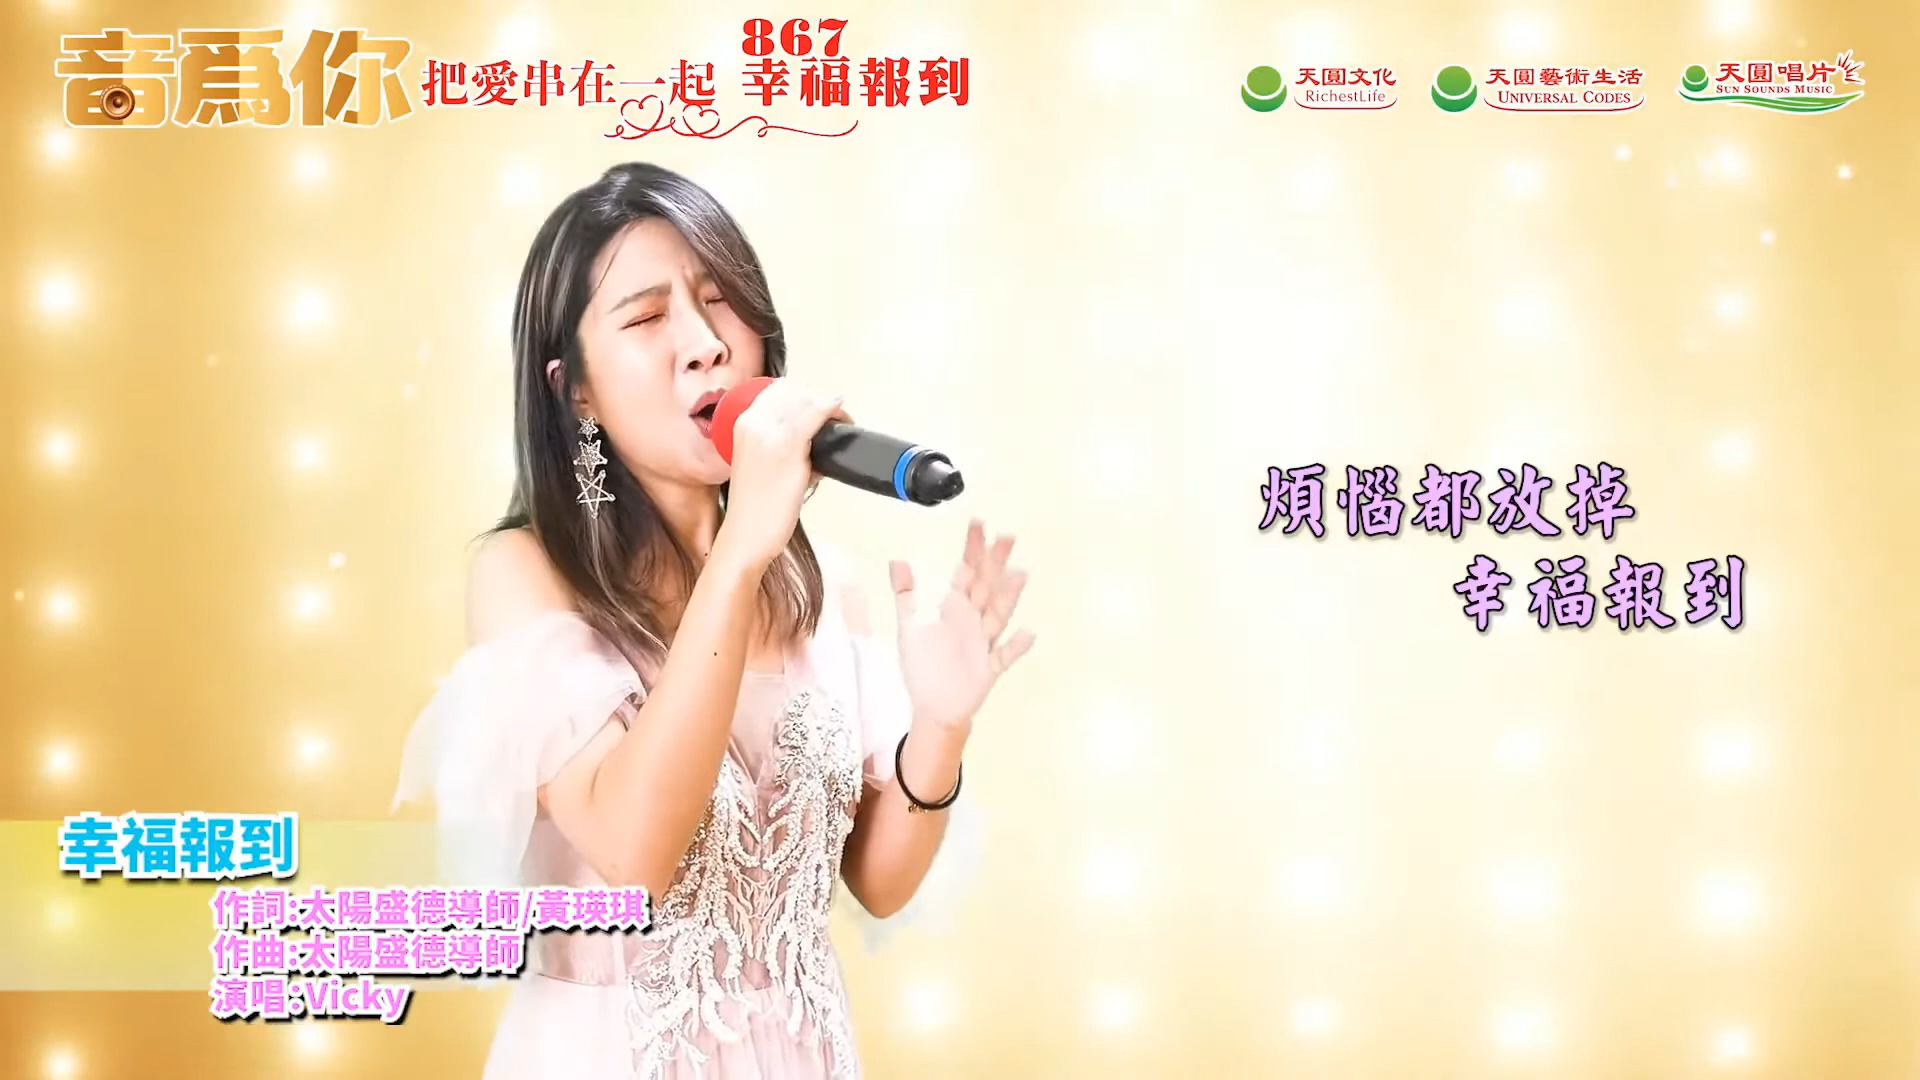 音為你
把愛串在一起
867
幸福報到
天圓文化
RichestLife
天圓藝術生活
UNIVERSAL CODES
天圓唱片
SUN SOUNDS MUSIC
煩惱都放掉
幸福報到
幸福報到
作詞:太陽盛德導師/黃瑛琪
作曲:太陽盛德導師
演唱:Vicky